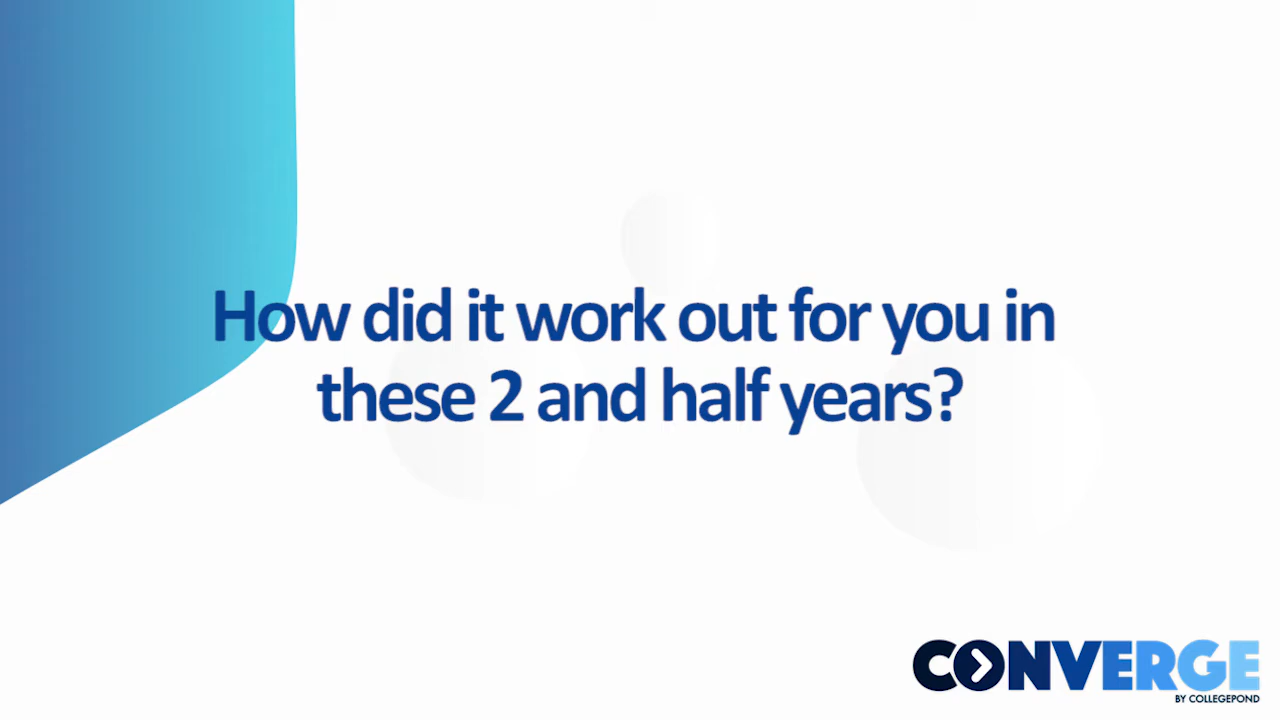 How did it work out for you in
these 2 and half years?
CONVERGE
BY COLLEGEPOND